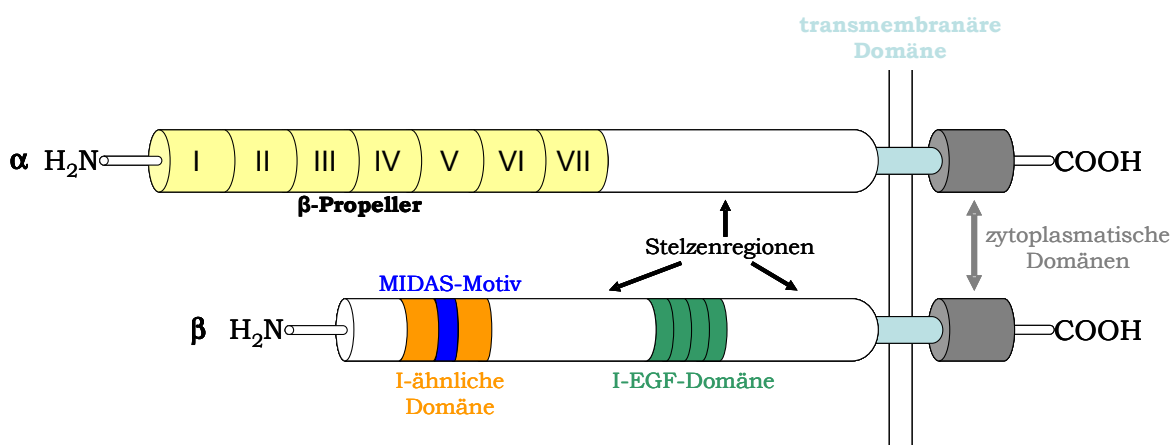 transmembranäre
Domäne
α H₂N I II III IV V VI VII COOH
β-Propeller
Stelzenregionen
zytoplasmatische
Domänen
MIDAS-Motiv
β H₂N COOH
I-ähnliche
Domäne
I-EGF-Domäne